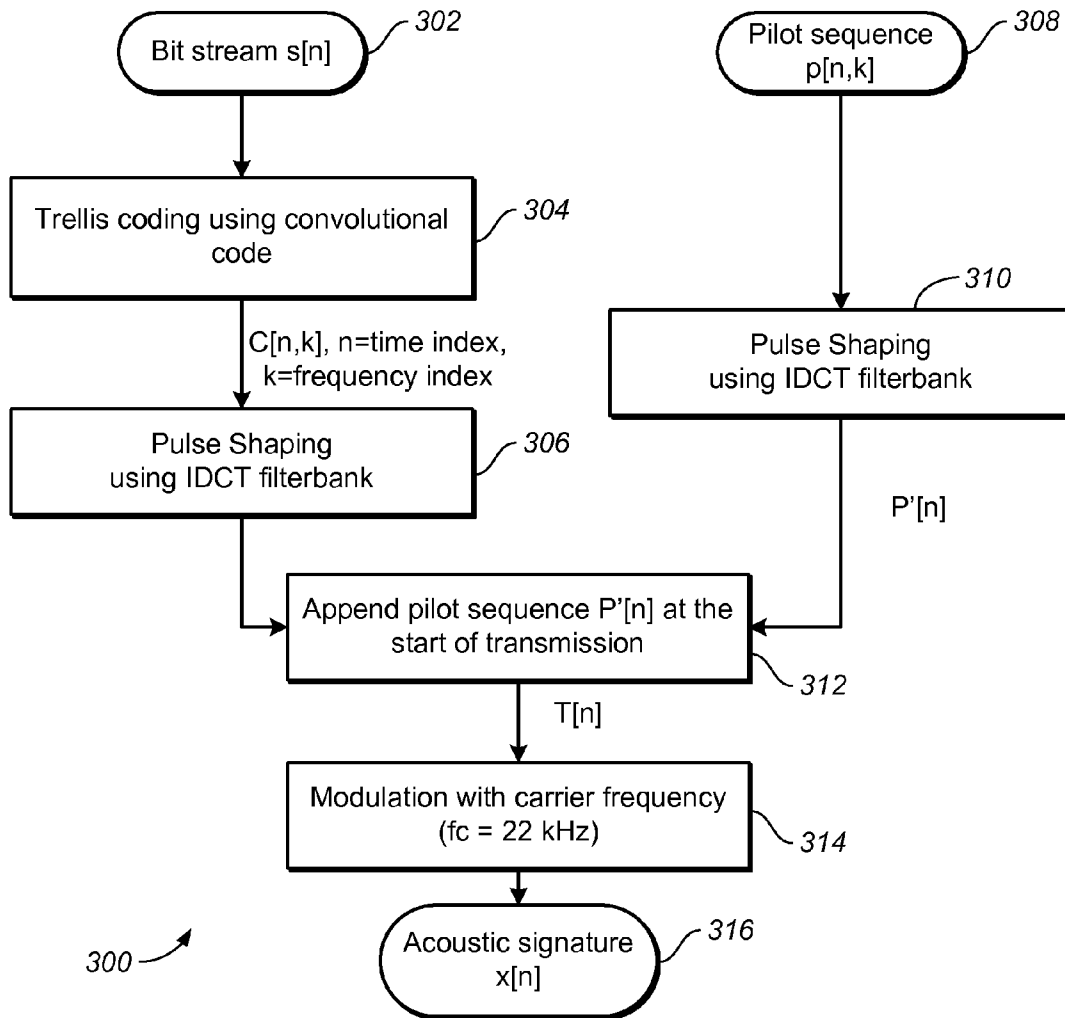 Bit stream s[n]
302
Pilot sequence
p[n,k]
308
Trellis coding using convolutional
code
304
C[n,k], n=time index,
k=frequency index
310
Pulse Shaping
using IDCT filterbank
Pulse Shaping
using IDCT filterbank
306
P'[n]
Append pilot sequence P'[n] at the
start of transmission
312
T[n]
Modulation with carrier frequency
(fc = 22 kHz)
314
Acoustic signature
x[n]
316
300